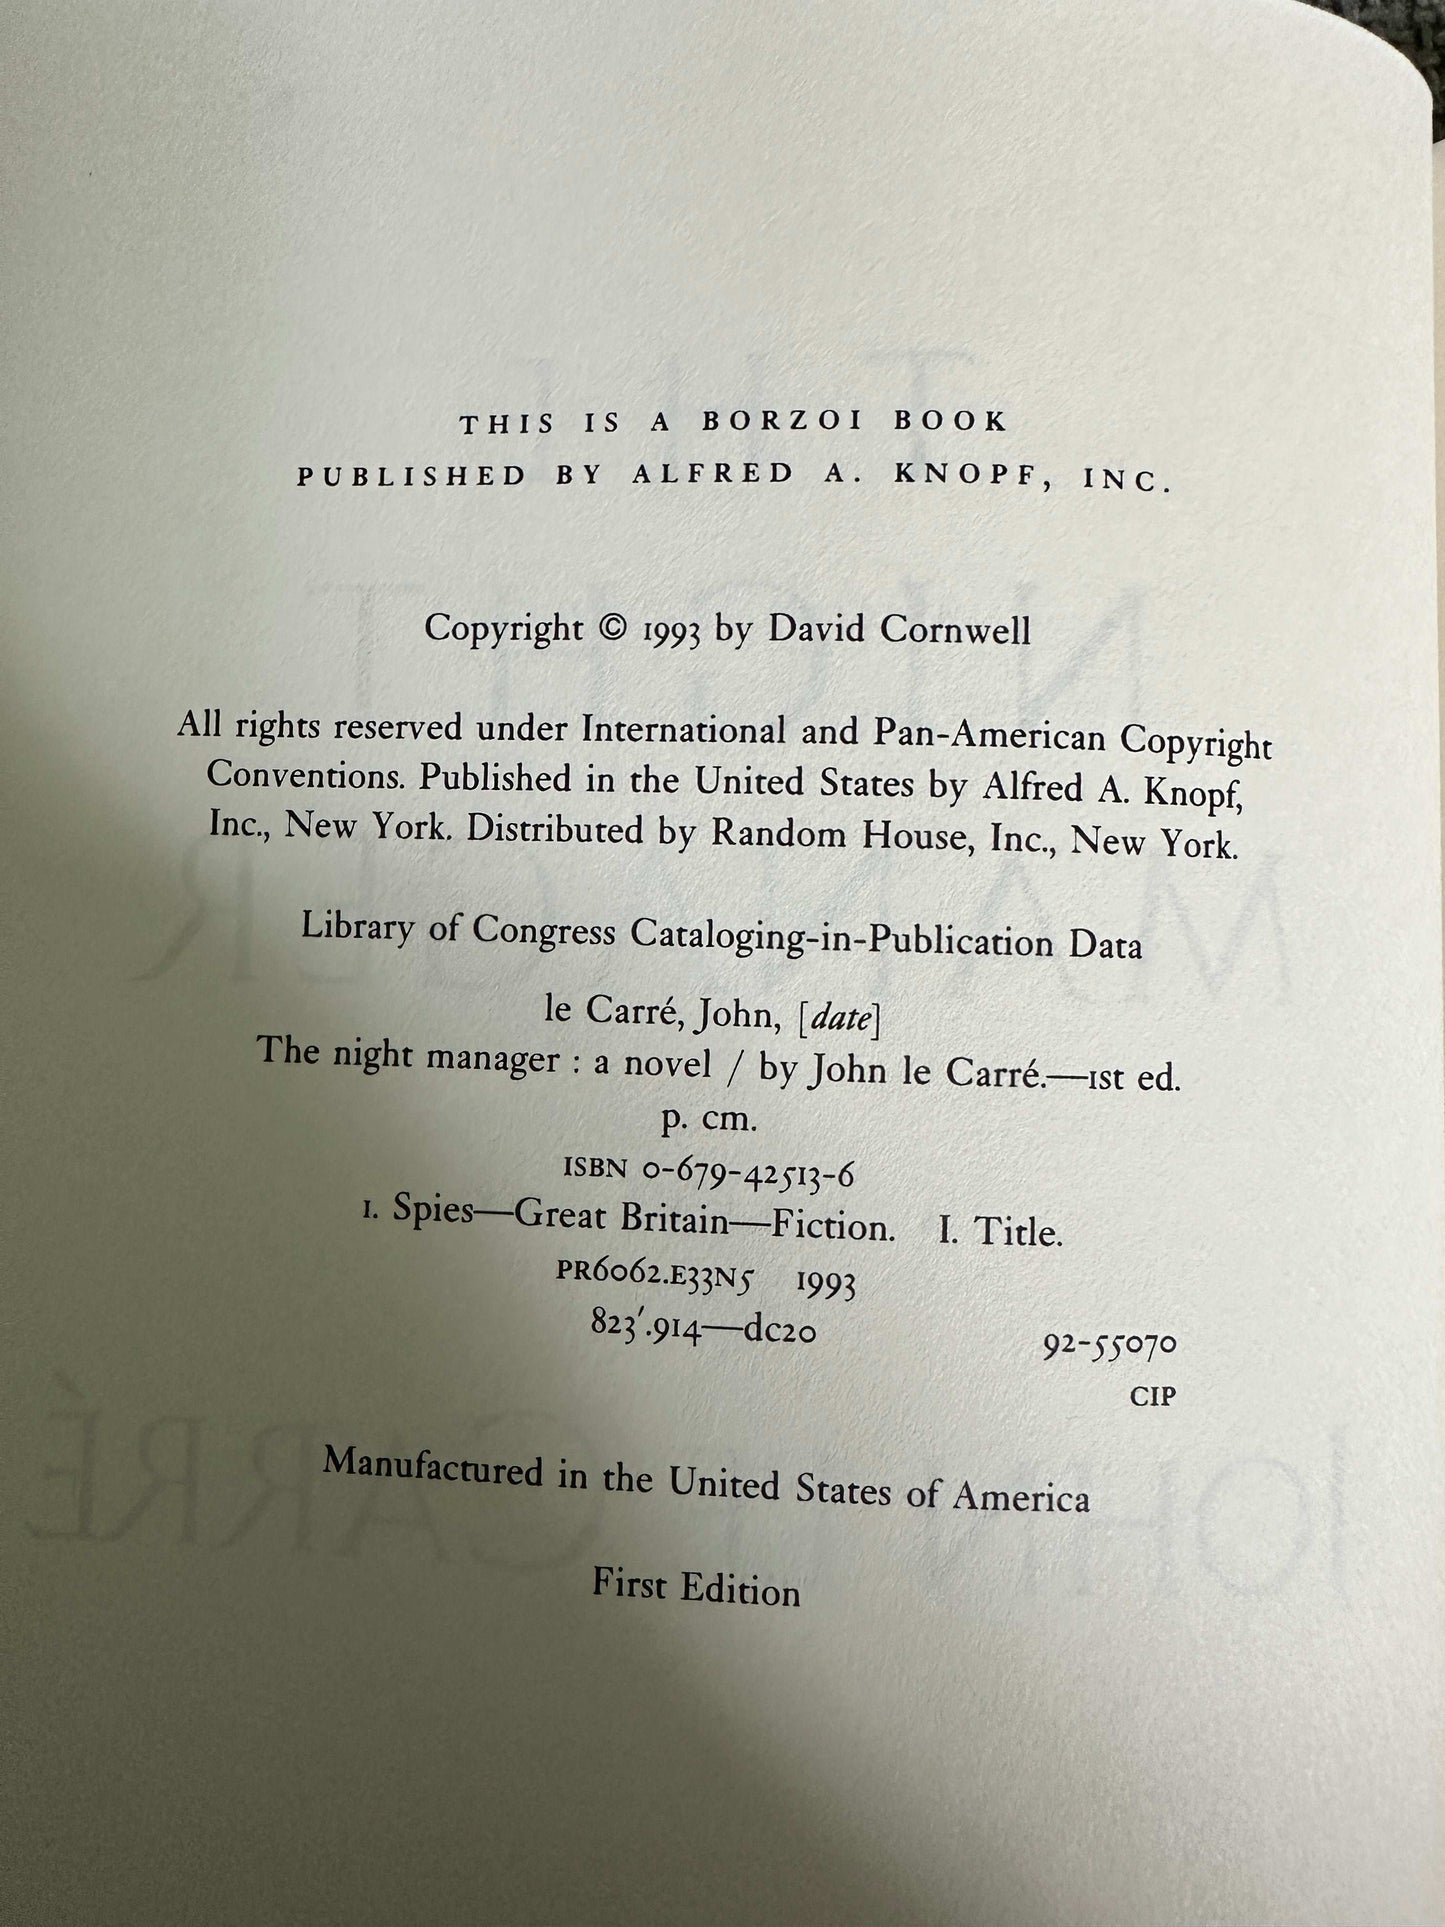 THIS IS A BORZOI BOOK
PUBLISHED BY ALFRED A. KNOPF, INC.
Copyright © 1993 by David Cornwell
All rights reserved under International and Pan-American Copyright
Conventions. Published in the United States by Alfred A. Knopf,
Inc., New York. Distributed by Random House, Inc., New York.
Library of Congress Cataloging-in-Publication Data
le Carré, John, [date]
The night manager : a novel / by John le Carré.—1st ed.
p. cm.
ISBN 0-679-42513-6
1. Spies—Great Britain—Fiction. I. Title.
PR6062.E33N5 1993
823'.914—dc20 92-55070
CIP
Manufactured in the United States of America
First Edition